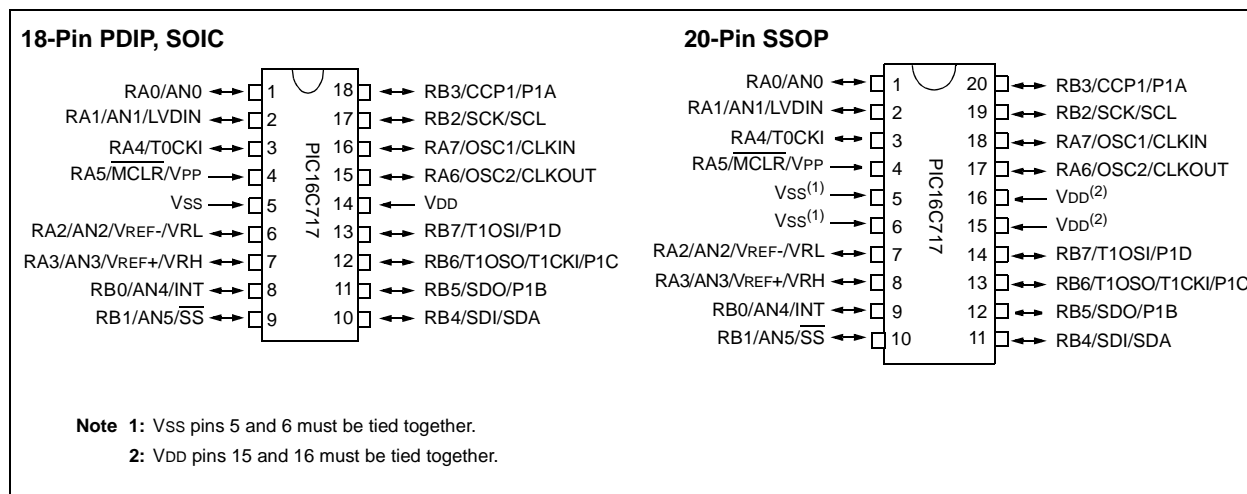 18-Pin PDIP, SOIC
RA0/AN0 1 18 RB3/CCP1/P1A
RA1/AN1/LVDIN 2 17 RB2/SCK/SCL
RA4/T0CKI 3 16 RA7/OSC1/CLKIN
RA5/MCLR/VPP 4 15 RA6/OSC2/CLKOUT
VSS 5 14 VDD
RA2/AN2/VREF-/VRL 6 13 RB7/T1OSI/P1D
RA3/AN3/VREF+/VRH 7 12 RB6/T1OSO/T1CKI/P1C
RB0/AN4/INT 8 11 RB5/SDO/P1B
RB1/AN5/SS 9 10 RB4/SDI/SDA
PIC16C717
20-Pin SSOP
RA0/AN0 1 20 RB3/CCP1/P1A
RA1/AN1/LVDIN 2 19 RB2/SCK/SCL
RA4/T0CKI 3 18 RA7/OSC1/CLKIN
RA5/MCLR/VPP 4 17 RA6/OSC2/CLKOUT
VSS(1) 5 16 VDD(2)
VSS(1) 6 15 VDD(2)
RA2/AN2/VREF-/VRL 7 14 RB7/T1OSI/P1D
RA3/AN3/VREF+/VRH 8 13 RB6/T1OSO/T1CKI/P1C
RB0/AN4/INT 9 12 RB5/SDO/P1B
RB1/AN5/SS 10 11 RB4/SDI/SDA
PIC16C717
Note 1: VSS pins 5 and 6 must be tied together.
2: VDD pins 15 and 16 must be tied together.